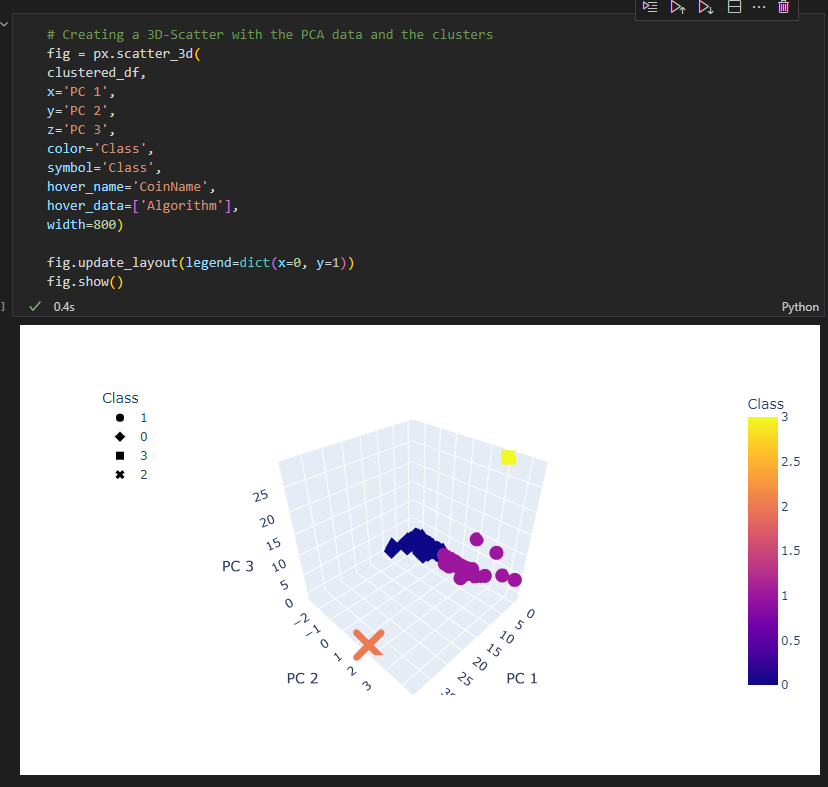 # Creating a 3D-Scatter with the PCA data and the clusters
fig = px.scatter_3d(
clustered_df,
x='PC 1',
y='PC 2',
z='PC 3',
color='Class',
symbol='Class',
hover_name='CoinName',
hover_data=['Algorithm'],
width=800)
fig.update_layout(legend=dict(x=0, y=1))
fig.show()
]
0.4s
Python
Class
1
0
3
2
25
20
15
10
5
0
PC 3
−2
−1
0
1
2
3
PC 2
0
5
10
15
20
25
PC 1
Class
3
2.5
2
1.5
1
0.5
0